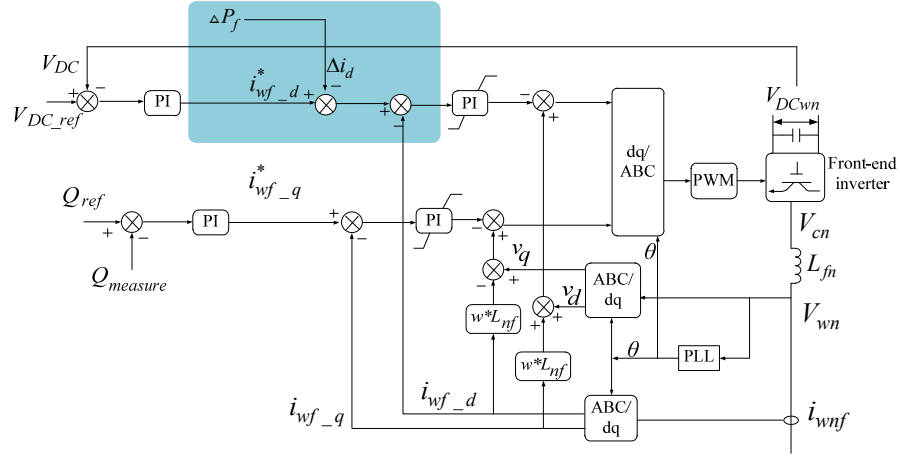 △P_f
V_DC
Δi_d
i*_wf_d
V_DCwn
PI
PI
V_DC_ref
dq/
ABC
PWM
Front-end
inverter
i*_wf_q
Q_ref
PI
PI
V_cn
Q_measure
v_q
θ
L_fn
ABC/
dq
v_d
V_wn
w*L_nf
w*L_nf
θ
PLL
i_wf_q
i_wf_d
ABC/
dq
i_wnf